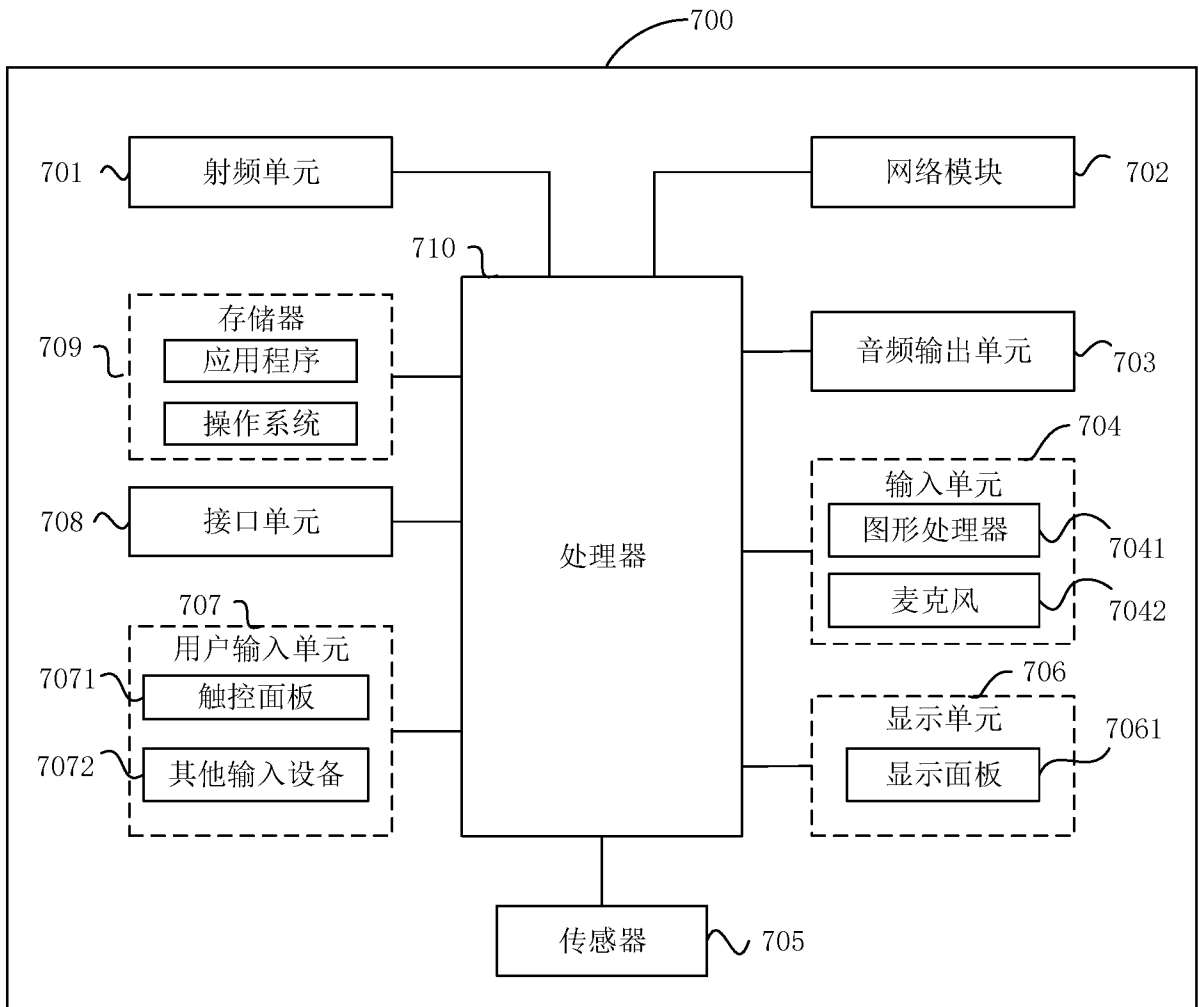 700
701
射频单元
网络模块
702
710
存储器
709
应用程序
操作系统
音频输出单元
703
704
输入单元
图形处理器
7041
麦克风
7042
708
接口单元
处理器
707
用户输入单元
7071
触控面板
7072
其他输入设备
706
显示单元
显示面板
7061
传感器
705